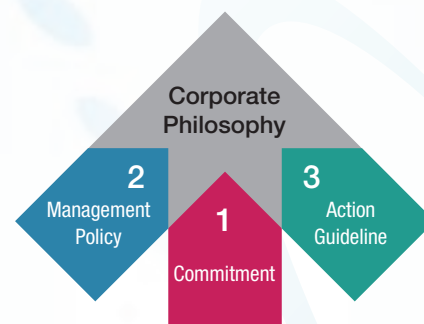 Corporate
Philosophy
2
Management
Policy
1
Commitment
3
Action
Guideline